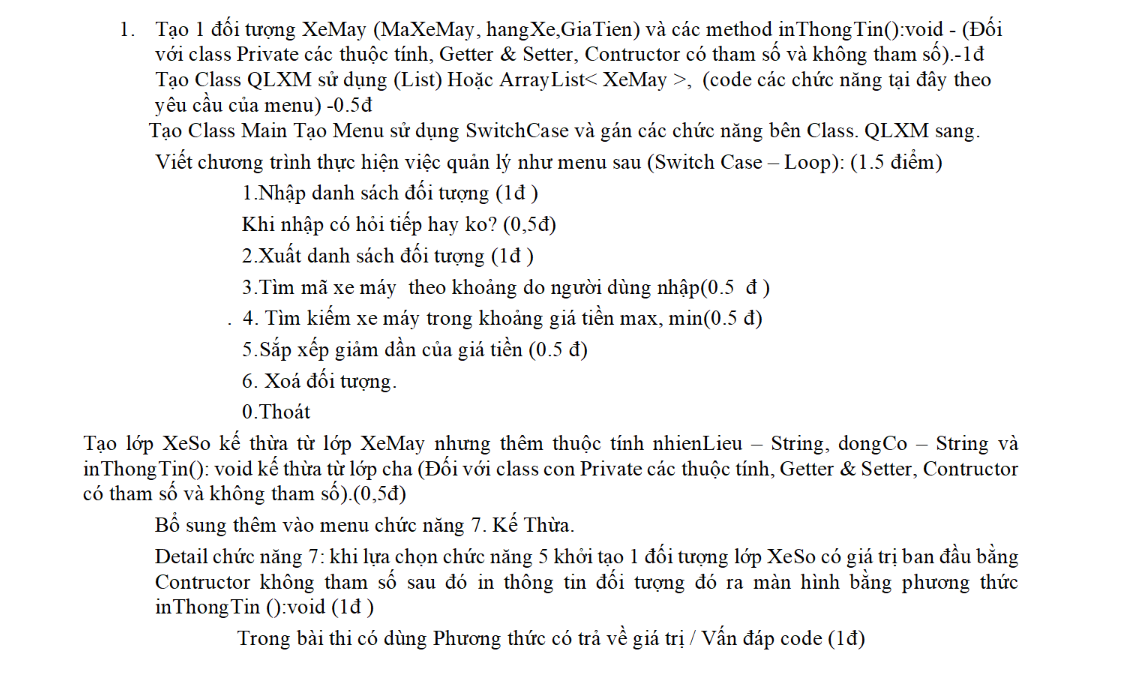 1. Tạo 1 đối tượng XeMay (MaXeMay, hangXe,GiaTien) và các method inThongTin():void - (Đối
với class Private các thuộc tính, Getter & Setter, Contructor có tham số và không tham số).-1đ
Tạo Class QLXM sử dụng (List) Hoặc ArrayList< XeMay >, (code các chức năng tại đây theo
yêu cầu của menu) -0.5đ
Tạo Class Main Tạo Menu sử dụng SwitchCase và gán các chức năng bên Class. QLXM sang.
Viết chương trình thực hiện việc quản lý như menu sau (Switch Case – Loop): (1.5 điểm)
1.Nhập danh sách đối tượng (1đ )
Khi nhập có hỏi tiếp hay ko? (0,5đ)
2.Xuất danh sách đối tượng (1đ )
3.Tìm mã xe máy theo khoảng do người dùng nhập(0.5 đ )
. 4. Tìm kiếm xe máy trong khoảng giá tiền max, min(0.5 đ)
5.Sắp xếp giảm dần của giá tiền (0.5 đ)
6. Xoá đối tượng.
0.Thoát
Tạo lớp XeSo kế thừa từ lớp XeMay nhưng thêm thuộc tính nhienLieu – String, dongCo – String và
inThongTin(): void kế thừa từ lớp cha (Đối với class con Private các thuộc tính, Getter & Setter, Contructor
có tham số và không tham số).(0,5đ)
Bổ sung thêm vào menu chức năng 7. Kế Thừa.
Detail chức năng 7: khi lựa chọn chức năng 5 khởi tạo 1 đối tượng lớp XeSo có giá trị ban đầu bằng
Contructor không tham số sau đó in thông tin đối tượng đó ra màn hình bằng phương thức
inThongTin ():void (1đ )
Trong bài thi có dùng Phương thức có trả về giá trị / Vấn đáp code (1đ)